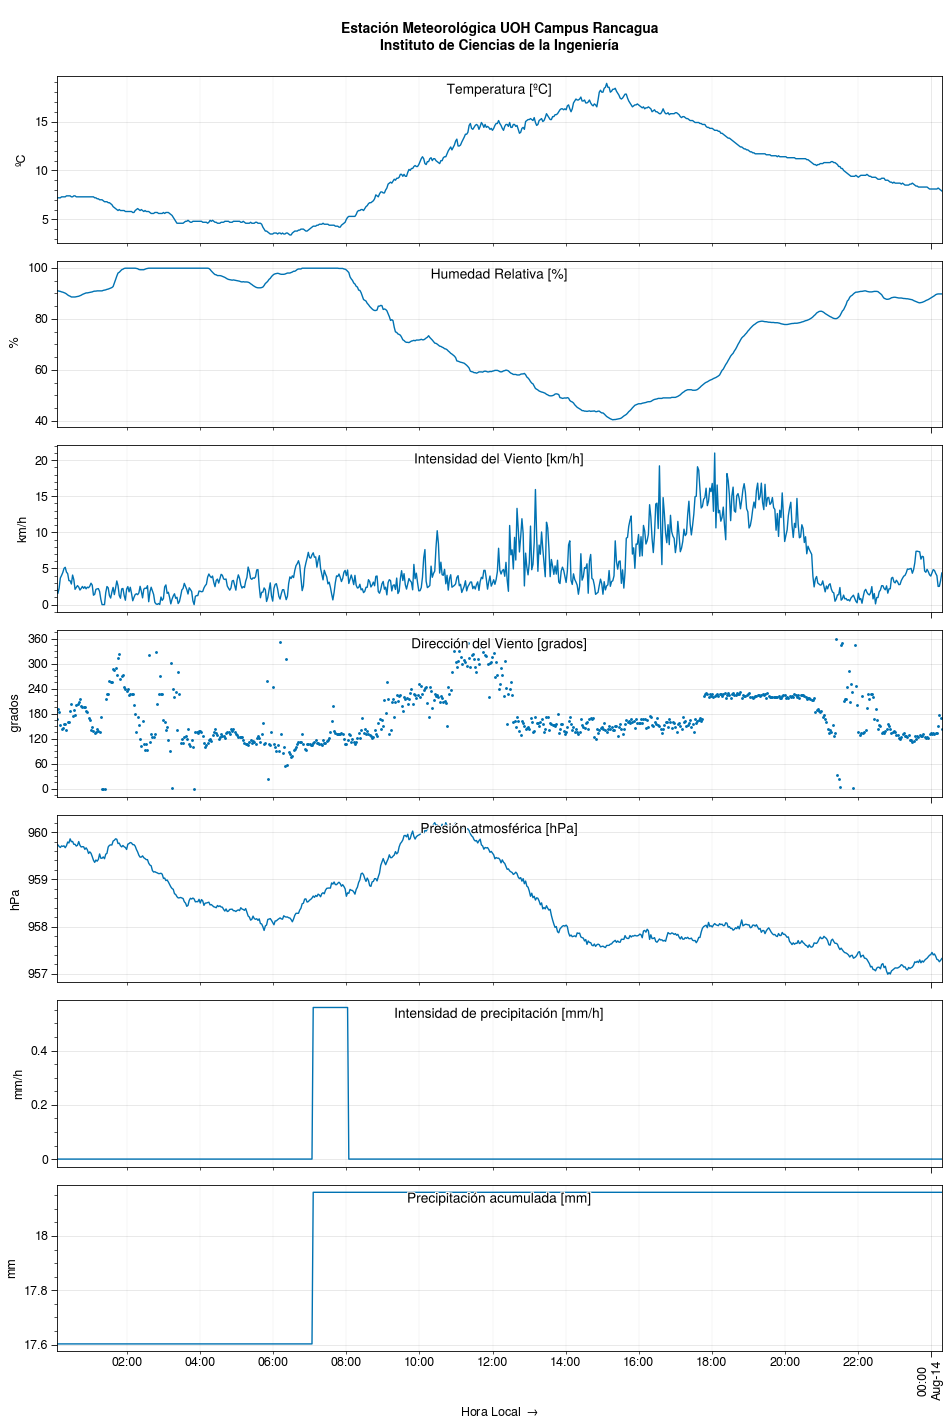 Estación Meteorológica UOH Campus Rancagua
Instituto de Ciencias de la Ingeniería
Temperatura [ºC]
ºC
15
10
5
Humedad Relativa [%]
%
100
80
60
40
Intensidad del Viento [km/h]
km/h
20
15
10
5
0
Dirección del Viento [grados]
grados
360
300
240
180
120
60
0
Presión atmosférica [hPa]
hPa
960
959
958
957
Intensidad de precipitación [mm/h]
mm/h
0.4
0.2
0
Precipitación acumulada [mm]
mm
18
17.8
17.6
02:00 04:00 06:00 08:00 10:00 12:00 14:00 16:00 18:00 20:00 22:00 00:00
Aug-14
Hora Local →